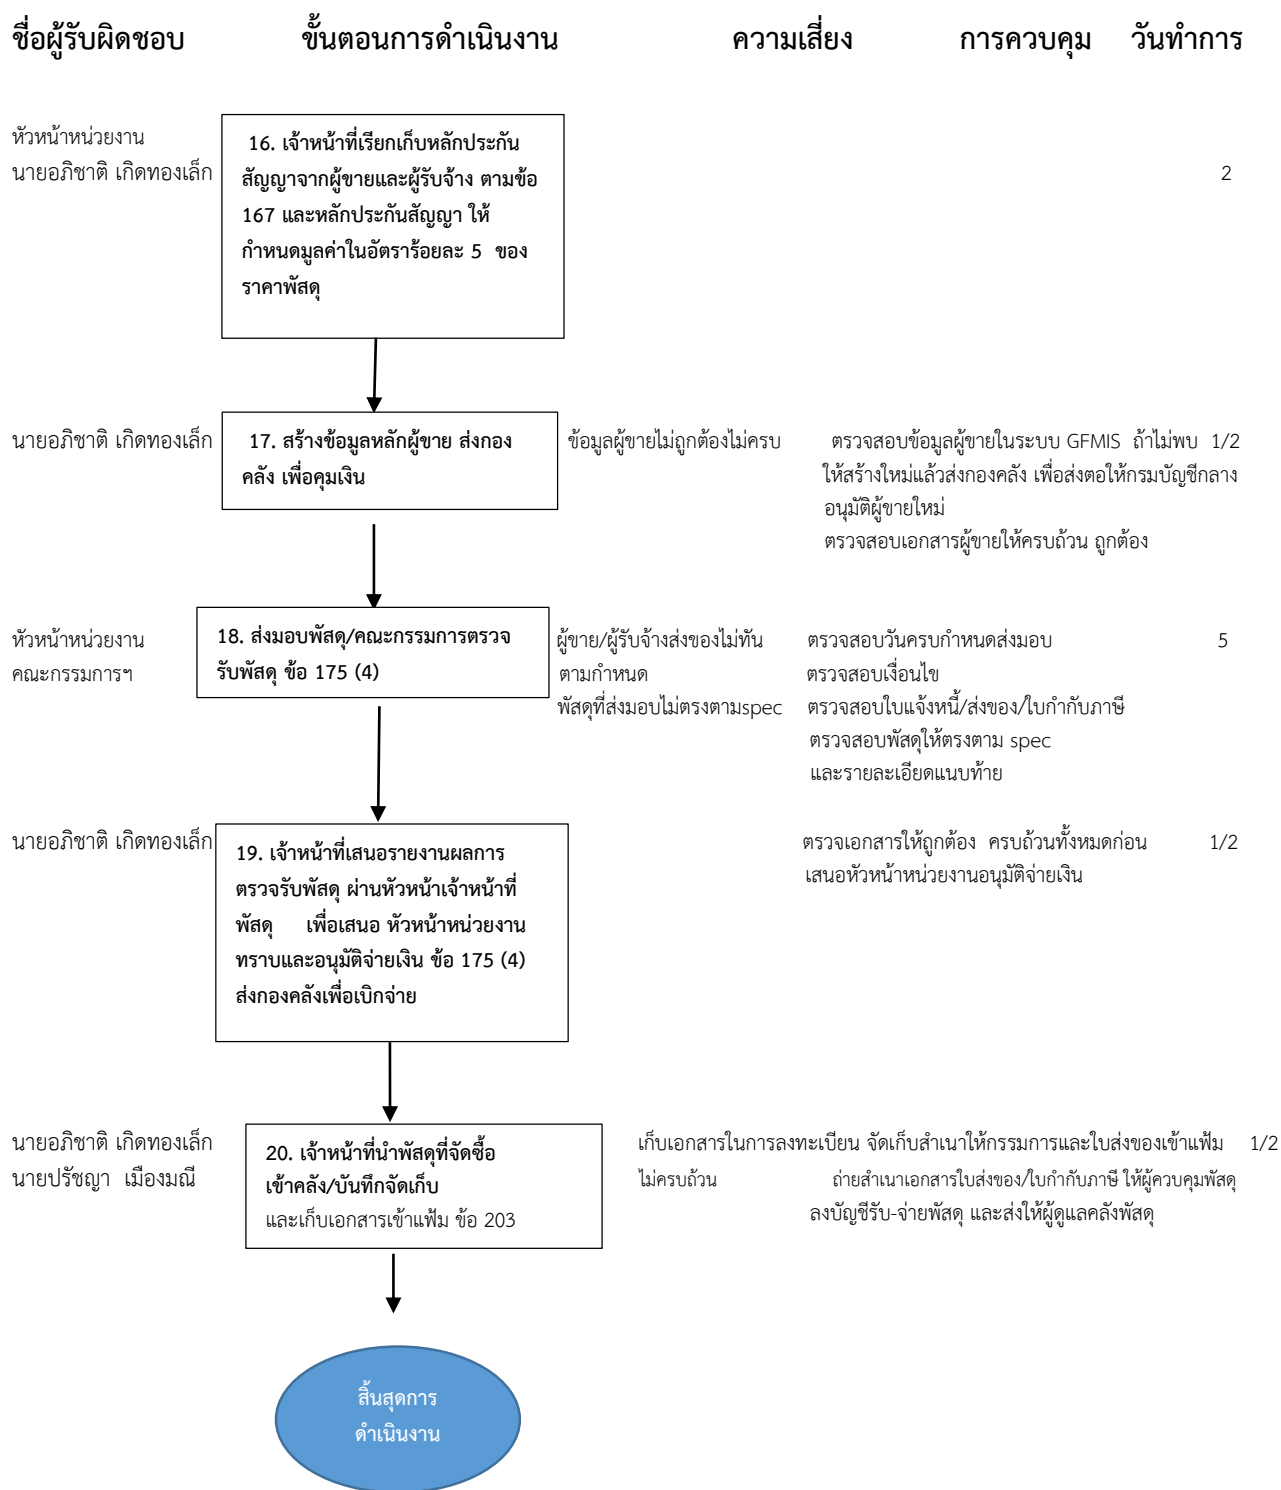 ชื่อผู้รับผิดชอบ ขั้นตอนการดำเนินงาน ความเสี่ยง การควบคุม วันทำการ
หัวหน้าหน่วยงาน
นายอภิชาติ เกิดทองเล็ก
16. เจ้าหน้าที่เรียกเก็บหลักประกัน
สัญญาจากผู้ขายและผู้รับจ้าง ตามข้อ
167 และหลักประกันสัญญา ให้
กำหนดมูลค่าในอัตราร้อยละ 5 ของ
ราคาพัสดุ
2
นายอภิชาติ เกิดทองเล็ก
17. สร้างข้อมูลหลักผู้ขาย ส่งกอง
คลัง เพื่อคุมเงิน
ข้อมูลผู้ขายไม่ถูกต้องไม่ครบ
ตรวจสอบข้อมูลผู้ขายในระบบ GFMIS ถ้าไม่พบ 1/2
ให้สร้างใหม่แล้วส่งกองคลัง เพื่อส่งตอให้กรมบัญชีกลาง
อนุมัติผู้ขายใหม่
ตรวจสอบเอกสารผู้ขายให้ครบถ้วน ถูกต้อง
หัวหน้าหน่วยงาน
คณะกรรมการฯ
18. ส่งมอบพัสดุ/คณะกรรมการตรวจ
รับพัสดุ ข้อ 175 (4)
ผู้ขาย/ผู้รับจ้างส่งของไม่ทัน
ตามกำหนด
พัสดุที่ส่งมอบไม่ตรงตามspec
ตรวจสอบวันครบกำหนดส่งมอบ 5
ตรวจสอบเงื่อนไข
ตรวจสอบใบแจ้งหนี้/ส่งของ/ใบกำกับภาษี
ตรวจสอบพัสดุให้ตรงตาม spec
และรายละเอียดแนบท้าย
นายอภิชาติ เกิดทองเล็ก
19. เจ้าหน้าที่เสนอรายงานผลการ
ตรวจรับพัสดุ ผ่านหัวหน้าเจ้าหน้าที่
พัสดุ เพื่อเสนอ หัวหน้าหน่วยงาน
ทราบและอนุมัติจ่ายเงิน ข้อ 175 (4)
ส่งกองคลังเพื่อเบิกจ่าย
ตรวจเอกสารให้ถูกต้อง ครบถ้วนทั้งหมดก่อน 1/2
เสนอหัวหน้าหน่วยงานอนุมัติจ่ายเงิน
นายอภิชาติ เกิดทองเล็ก
นายปรัชญา เมืองมณี
20. เจ้าหน้าที่นำพัสดุที่จัดซื้อ
เข้าคลัง/บันทึกจัดเก็บ
และเก็บเอกสารเข้าแฟ้ม ข้อ 203
เก็บเอกสารในการลงทะเบียน จัดเก็บสำเนาให้กรรมการและใบส่งของเข้าแฟ้ม 1/2
ไม่ครบถ้วน ถ่ายสำเนาเอกสารใบส่งของ/ใบกำกับภาษี ให้ผู้ควบคุมพัสดุ
ลงบัญชีรับ-จ่ายพัสดุ และส่งให้ผู้ดูแลคลังพัสดุ
สิ้นสุดการ
ดำเนินงาน